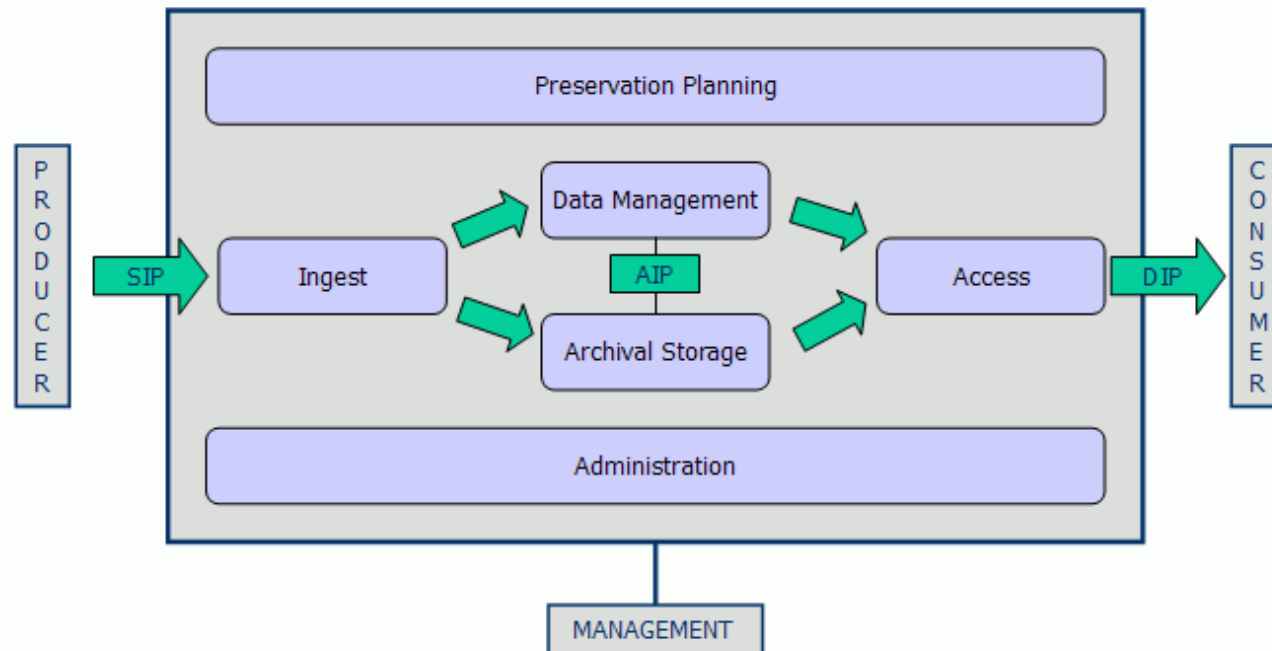 Preservation Planning
PRODUCER
SIP
Ingest
Data Management
AIP
Archival Storage
Access
DIP
CONSUMER
Administration
MANAGEMENT